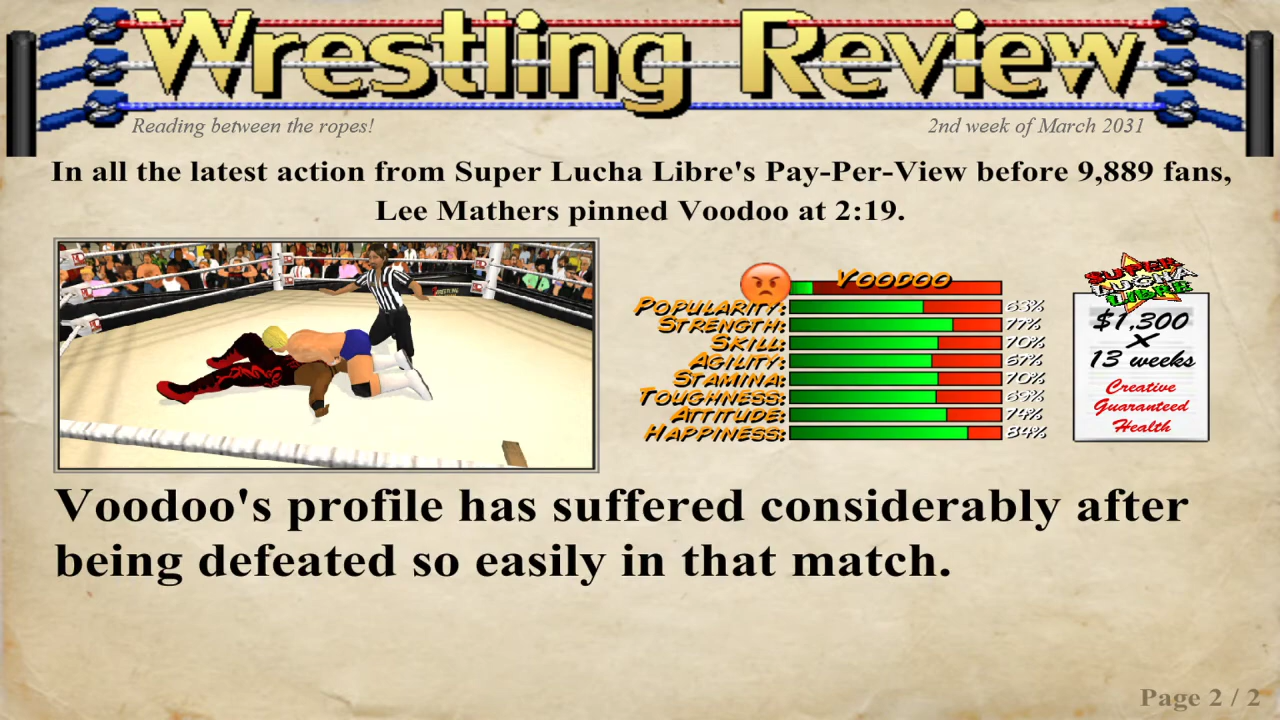 Wrestling Review
Reading between the ropes!
2nd week of March 2031
In all the latest action from Super Lucha Libre's Pay-Per-View before 9,889 fans,
Lee Mathers pinned Voodoo at 2:19.
Voodoo
Popularity: 63%
Strength: 77%
Skill: 70%
Agility: 67%
Stamina: 70%
Toughness: 69%
Attitude: 74%
Happiness: 84%
Super
Lucha
Libre
$1,300
X
13 weeks
Creative
Guaranteed
Health
Voodoo's profile has suffered considerably after
being defeated so easily in that match.
Page 2 / 2